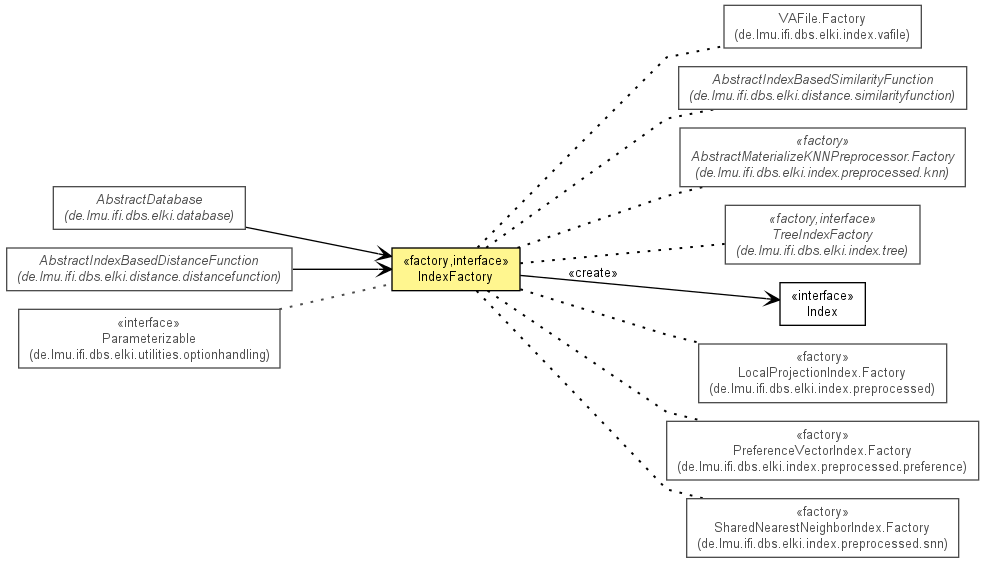 VAFile.Factory
(de.lmu.ifi.dbs.elki.index.vafile)
AbstractIndexBasedSimilarityFunction
(de.lmu.ifi.dbs.elki.distance.similarityfunction)
«factory»
AbstractMaterializeKNNPreprocessor.Factory
(de.lmu.ifi.dbs.elki.index.preprocessed.knn)
AbstractDatabase
(de.lmu.ifi.dbs.elki.database)
«factory,interface»
TreeIndexFactory
(de.lmu.ifi.dbs.elki.index.tree)
AbstractIndexBasedDistanceFunction
(de.lmu.ifi.dbs.elki.distance.distancefunction)
«factory,interface»
IndexFactory
«create»
«interface»
Index
«interface»
Parameterizable
(de.lmu.ifi.dbs.elki.utilities.optionhandling)
«factory»
LocalProjectionIndex.Factory
(de.lmu.ifi.dbs.elki.index.preprocessed)
«factory»
PreferenceVectorIndex.Factory
(de.lmu.ifi.dbs.elki.index.preprocessed.preference)
«factory»
SharedNearestNeighborIndex.Factory
(de.lmu.ifi.dbs.elki.index.preprocessed.snn)